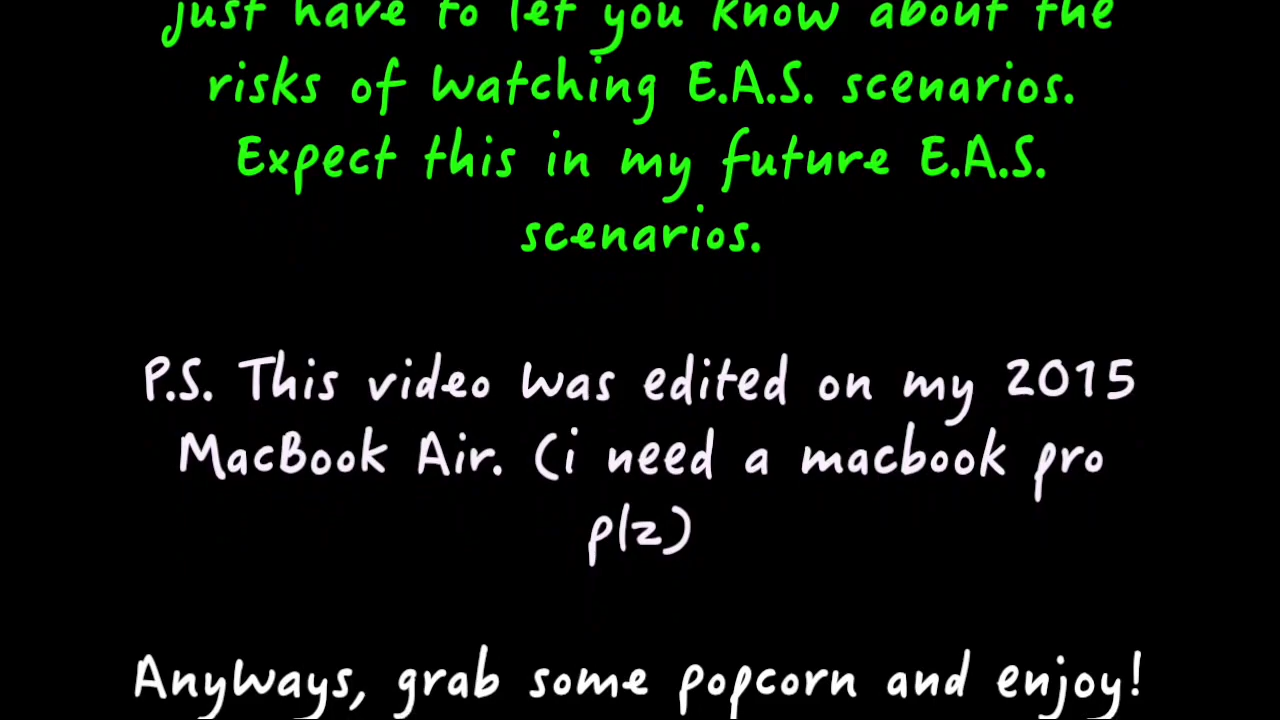 just have to let you know about the
risks of watching E.A.S. scenarios.
Expect this in my future E.A.S.
scenarios.
P.S. This video was edited on my 2015
MacBook Air. (i need a macbook pro
plz)
Anyways, grab some popcorn and enjoy!